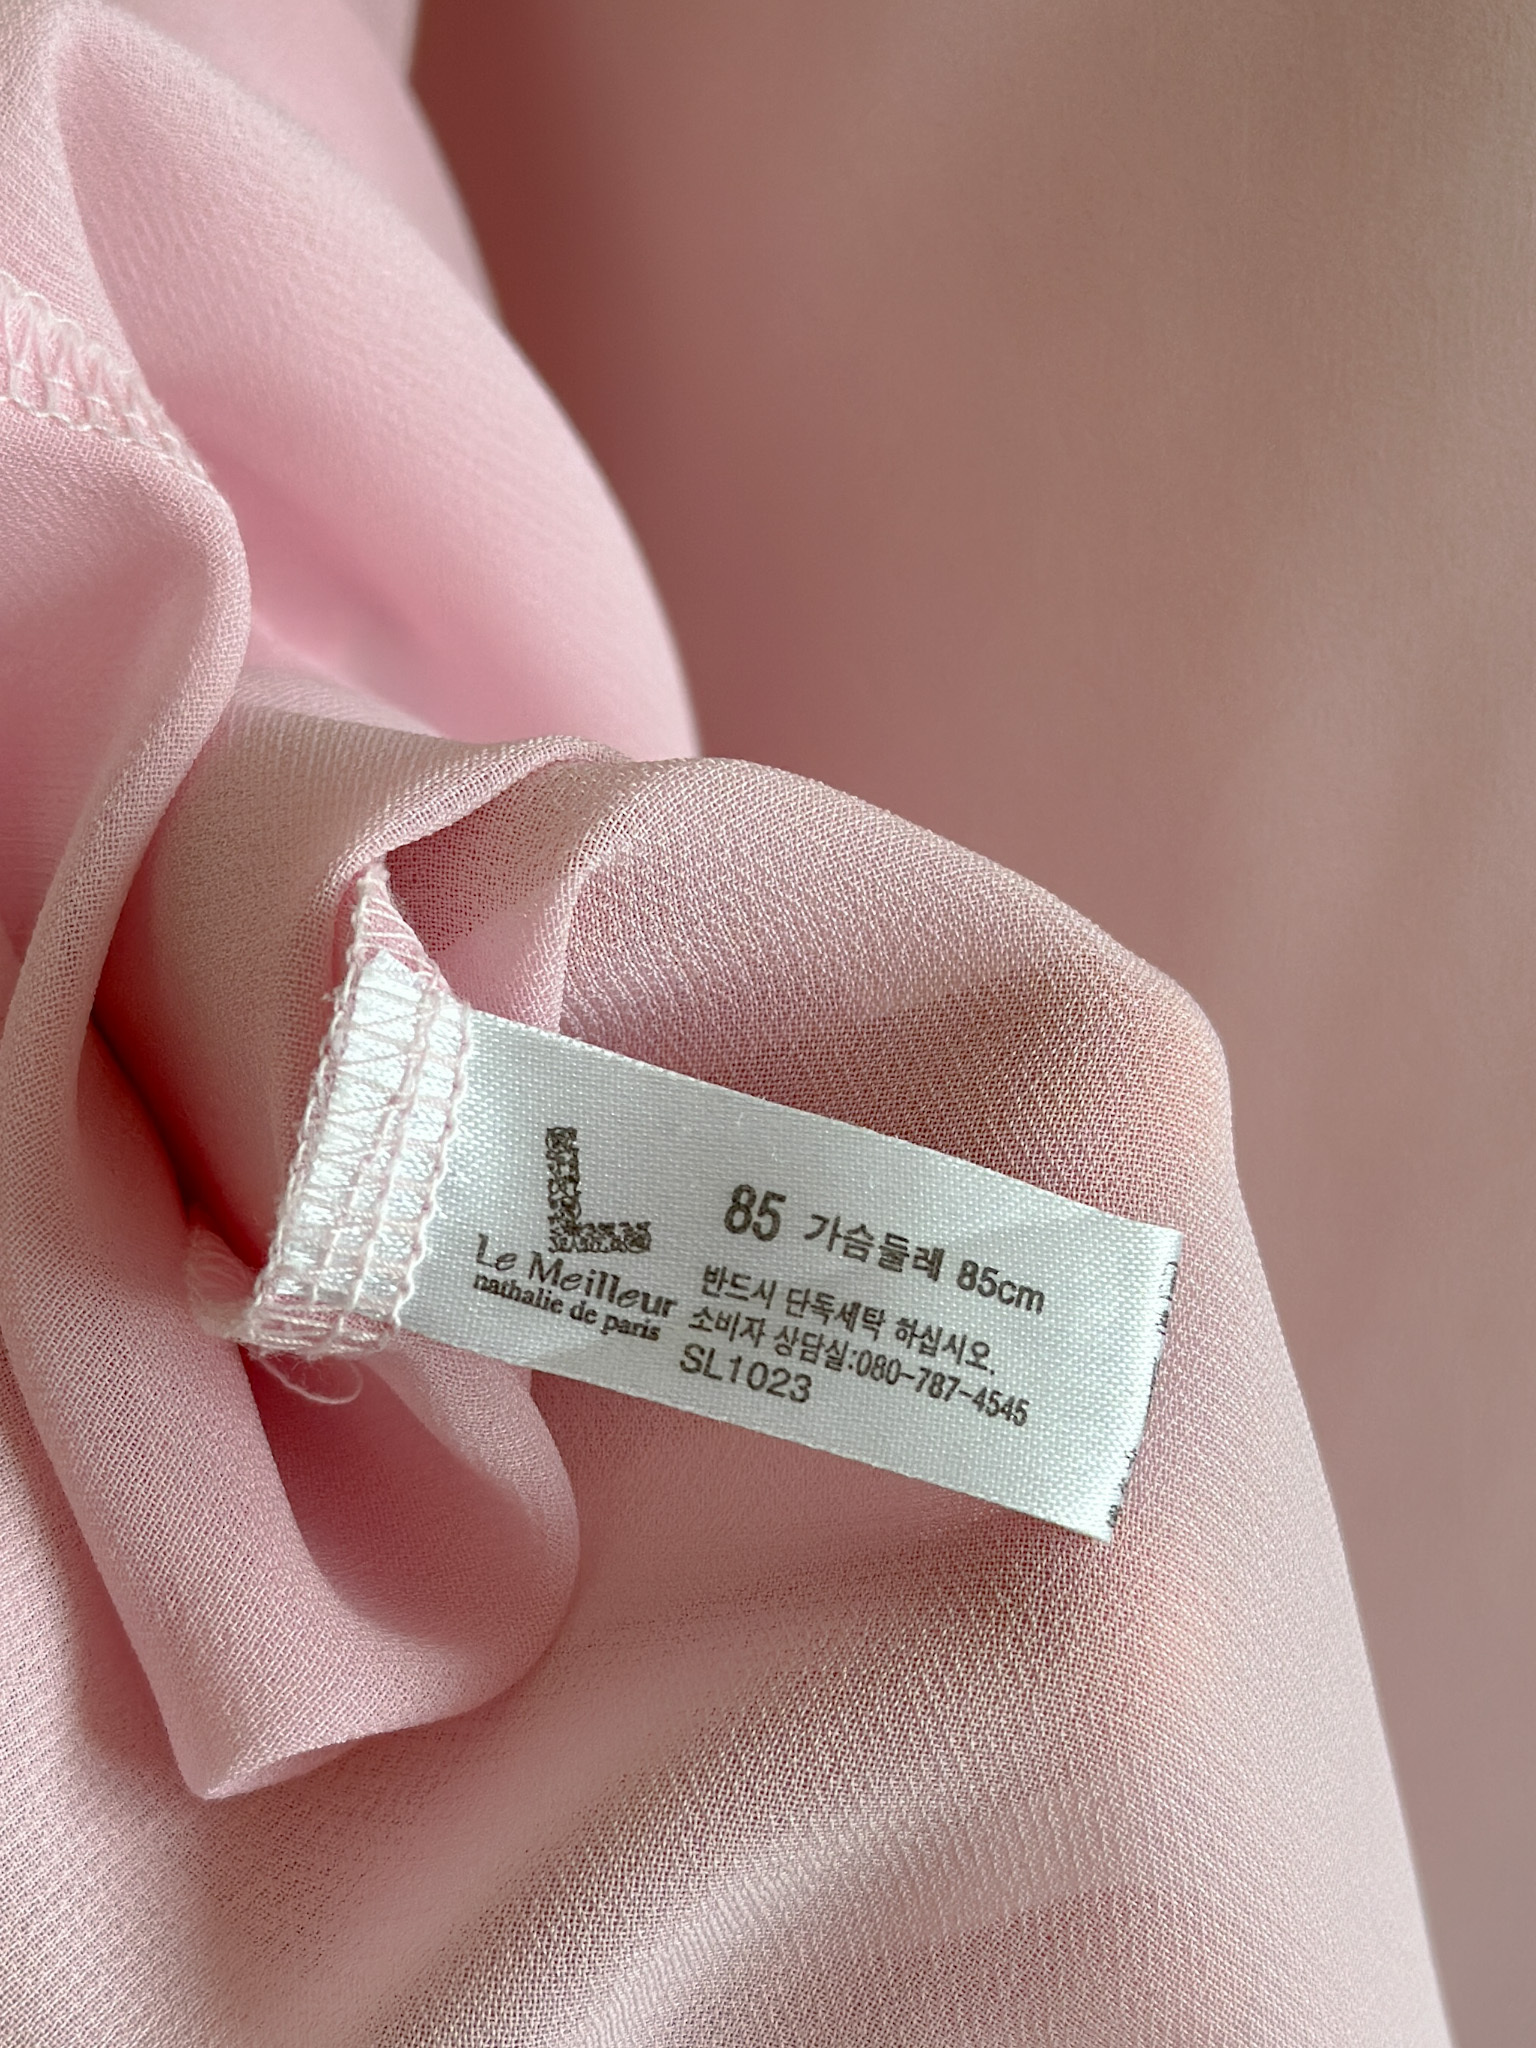 L
Le Meilleur
nathalie de paris
85 가슴둘레 85cm
반드시 단독세탁 하십시오.
소비자 상담실:080-787-4545
SL1023